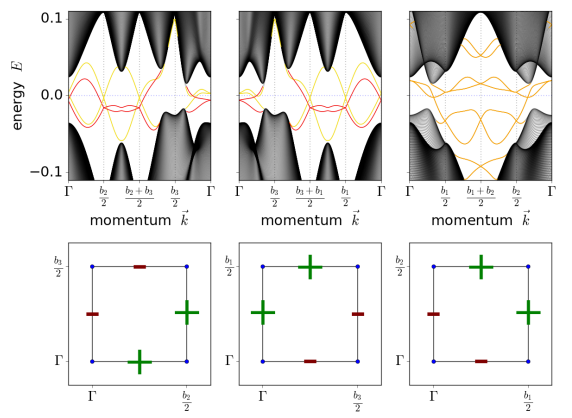 0.1
0.0
−0.1
energy E
Γ b₂/2 (b₂ + b₃)/2 b₃/2 Γ
Γ b₃/2 (b₃ + b₁)/2 b₁/2 Γ
Γ b₁/2 (b₁ + b₂)/2 b₂/2 Γ
momentum k⃗
momentum k⃗
momentum k⃗
b₃/2
Γ
Γ b₂/2
b₁/2
Γ
Γ b₃/2
b₂/2
Γ
Γ b₁/2